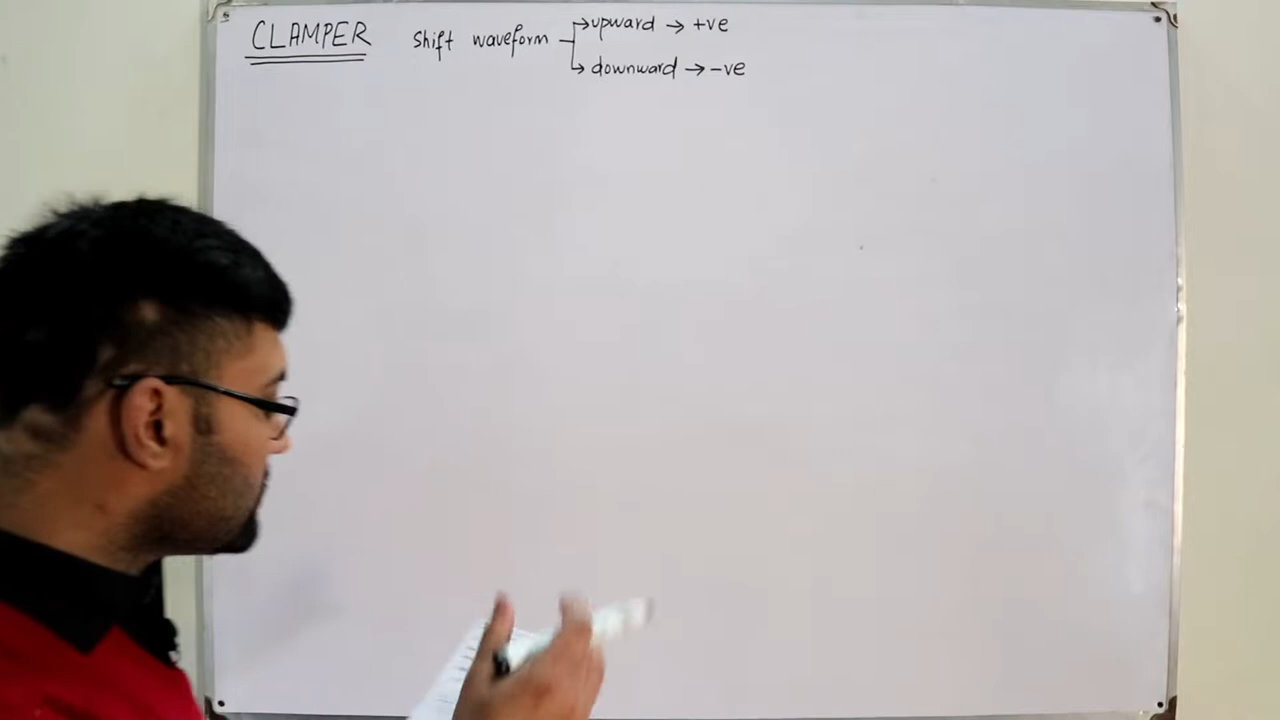 CLAMPER shift waveform → upward → +ve
→ downward → -ve